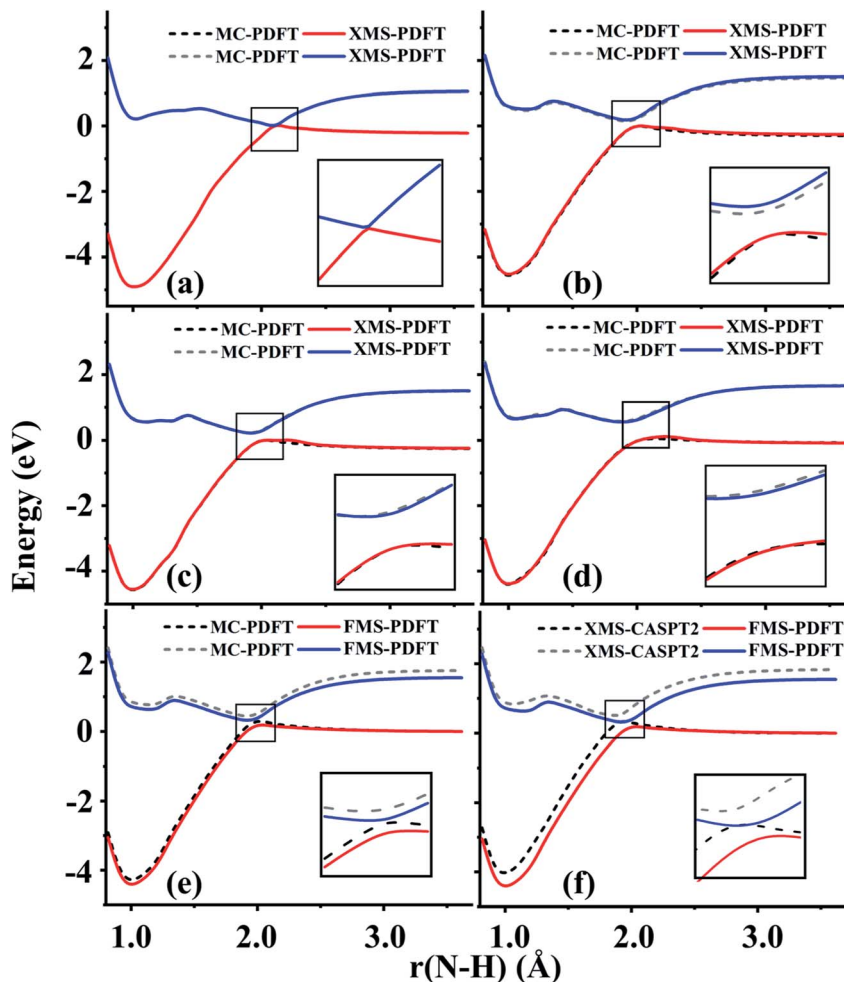 MC-PDFT XMS-PDFT MC-PDFT XMS-PDFT
MC-PDFT XMS-PDFT MC-PDFT XMS-PDFT
2
0
-2
-4
(a) (b)
MC-PDFT XMS-PDFT MC-PDFT XMS-PDFT
MC-PDFT XMS-PDFT MC-PDFT XMS-PDFT
2
0
-2
-4
(c) (d)
Energy (eV)
MC-PDFT FMS-PDFT XMS-CASPT2 FMS-PDFT
MC-PDFT FMS-PDFT XMS-CASPT2 FMS-PDFT
2
0
-2
-4
(e) (f)
1.0 2.0 3.0 1.0 2.0 3.0
r(N-H) (Å)